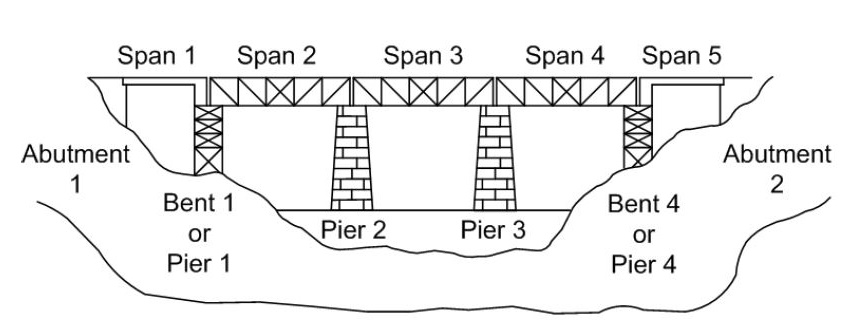 Span 1
Span 2
Span 3
Span 4
Span 5
Abutment
1
Abutment
2
Bent 1
or
Pier 1
Pier 2
Pier 3
Bent 4
or
Pier 4